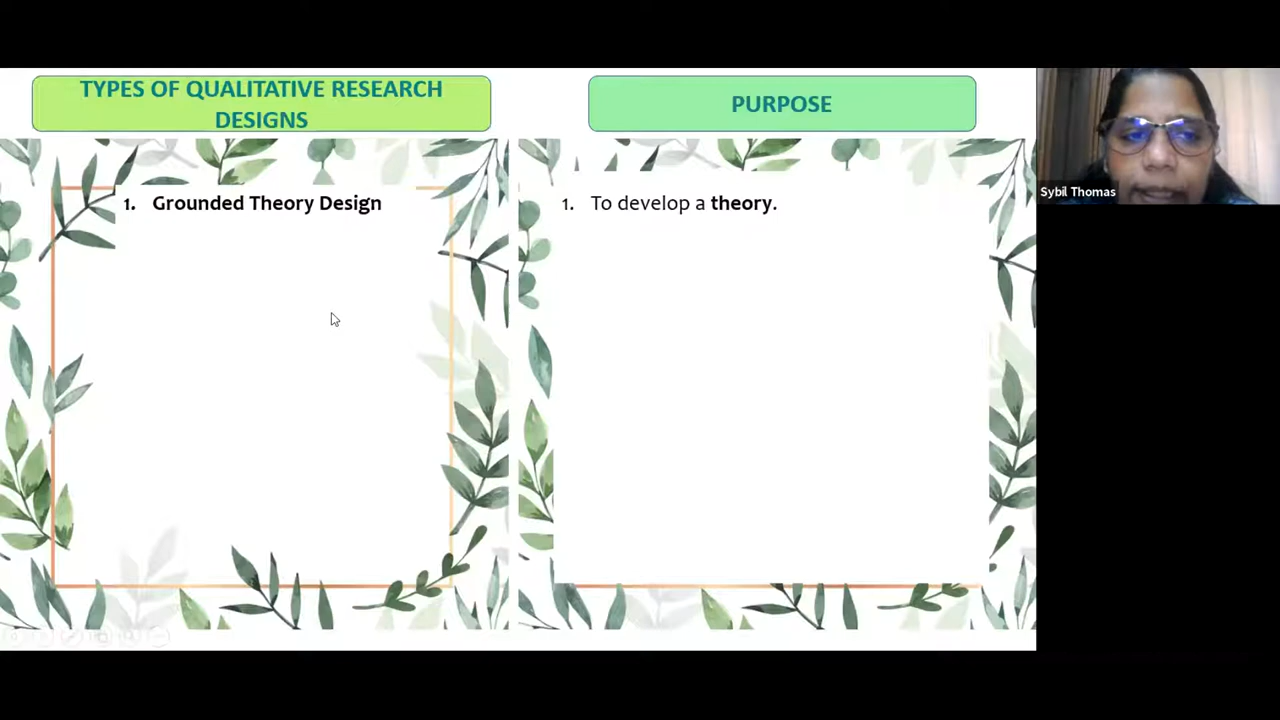 TYPES OF QUALITATIVE RESEARCH
DESIGNS
PURPOSE
1. Grounded Theory Design
1. To develop a theory.
Sybil Thomas